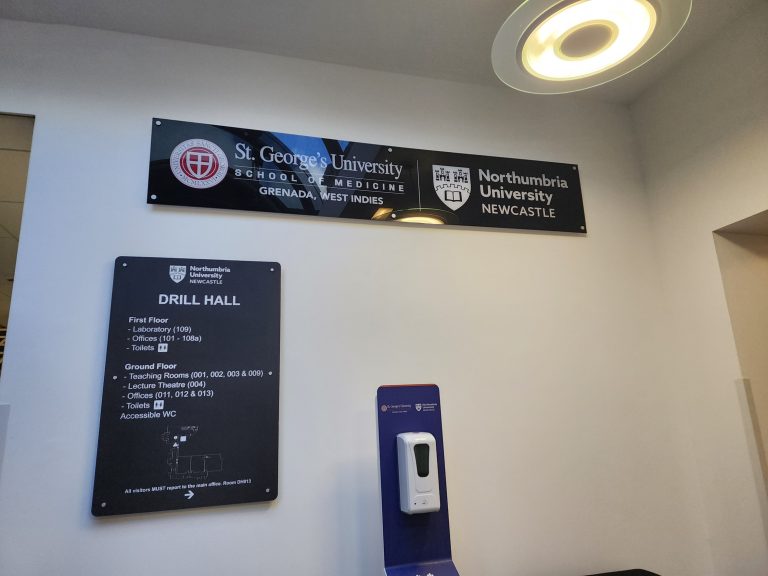 St. George's University
SCHOOL OF MEDICINE
GRENADA, WEST INDIES
Northumbria
University
NEWCASTLE
Northumbria
University
NEWCASTLE
DRILL HALL
First Floor
- Laboratory (109)
- Offices (101 - 108a)
- Toilets
Ground Floor
- Teaching Rooms (001, 002, 003 & 009)
- Lecture Theatre (004)
- Offices (011, 012 & 013)
- Toilets
Accessible WC
All visitors MUST report to the main office. Room DH013